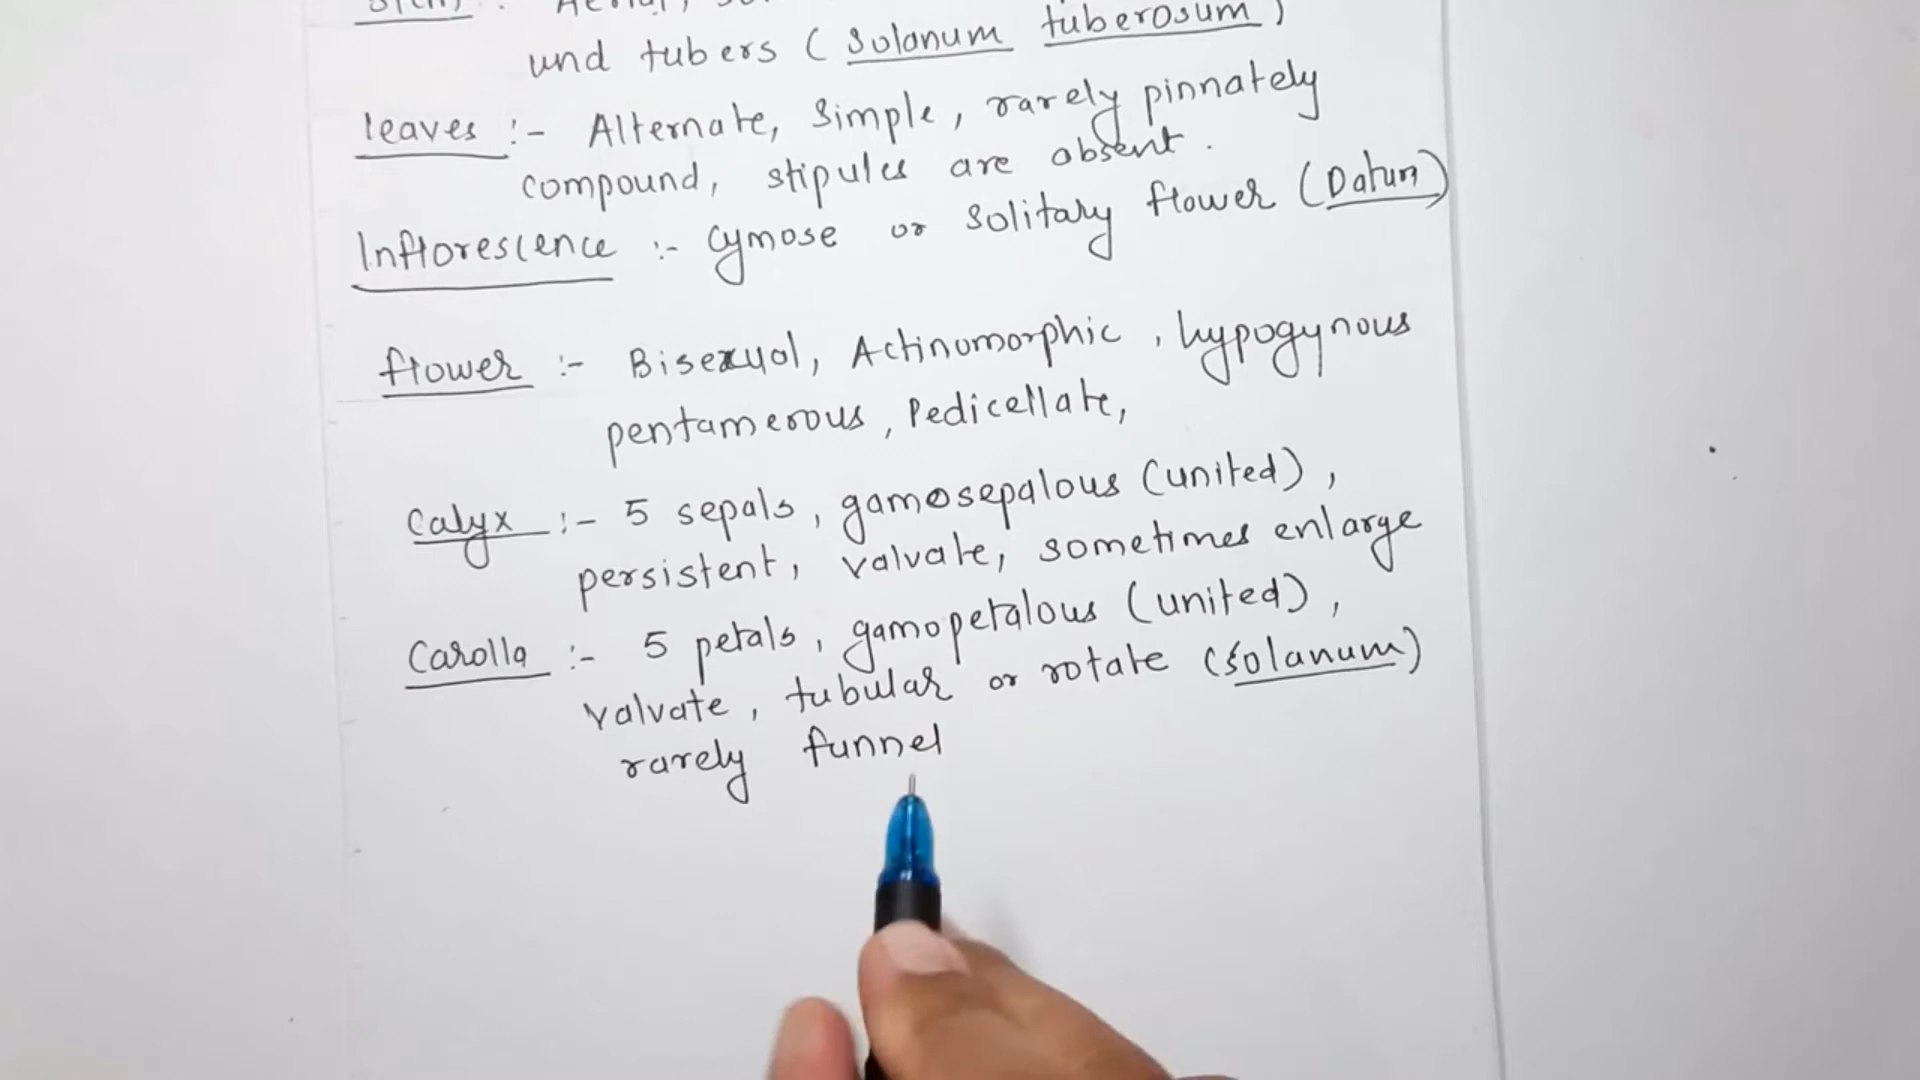 und tubers (Solanum tuberosum)
leaves :- Alternate, Simple, rarely pinnately
compound, stipules are absent.
Inflorescence :- Cymose or Solitary flower (Datura)
flower :- Bisexual, Actinomorphic, hypogynous
pentamerous, Pedicellate,
Calyx :- 5 sepals, gamosepalous (united),
persistent, valvate, sometimes enlarge
Carolla :- 5 petals, gamopetalous (united),
valvate, tubular or rotate (Solanum)
rarely funnel